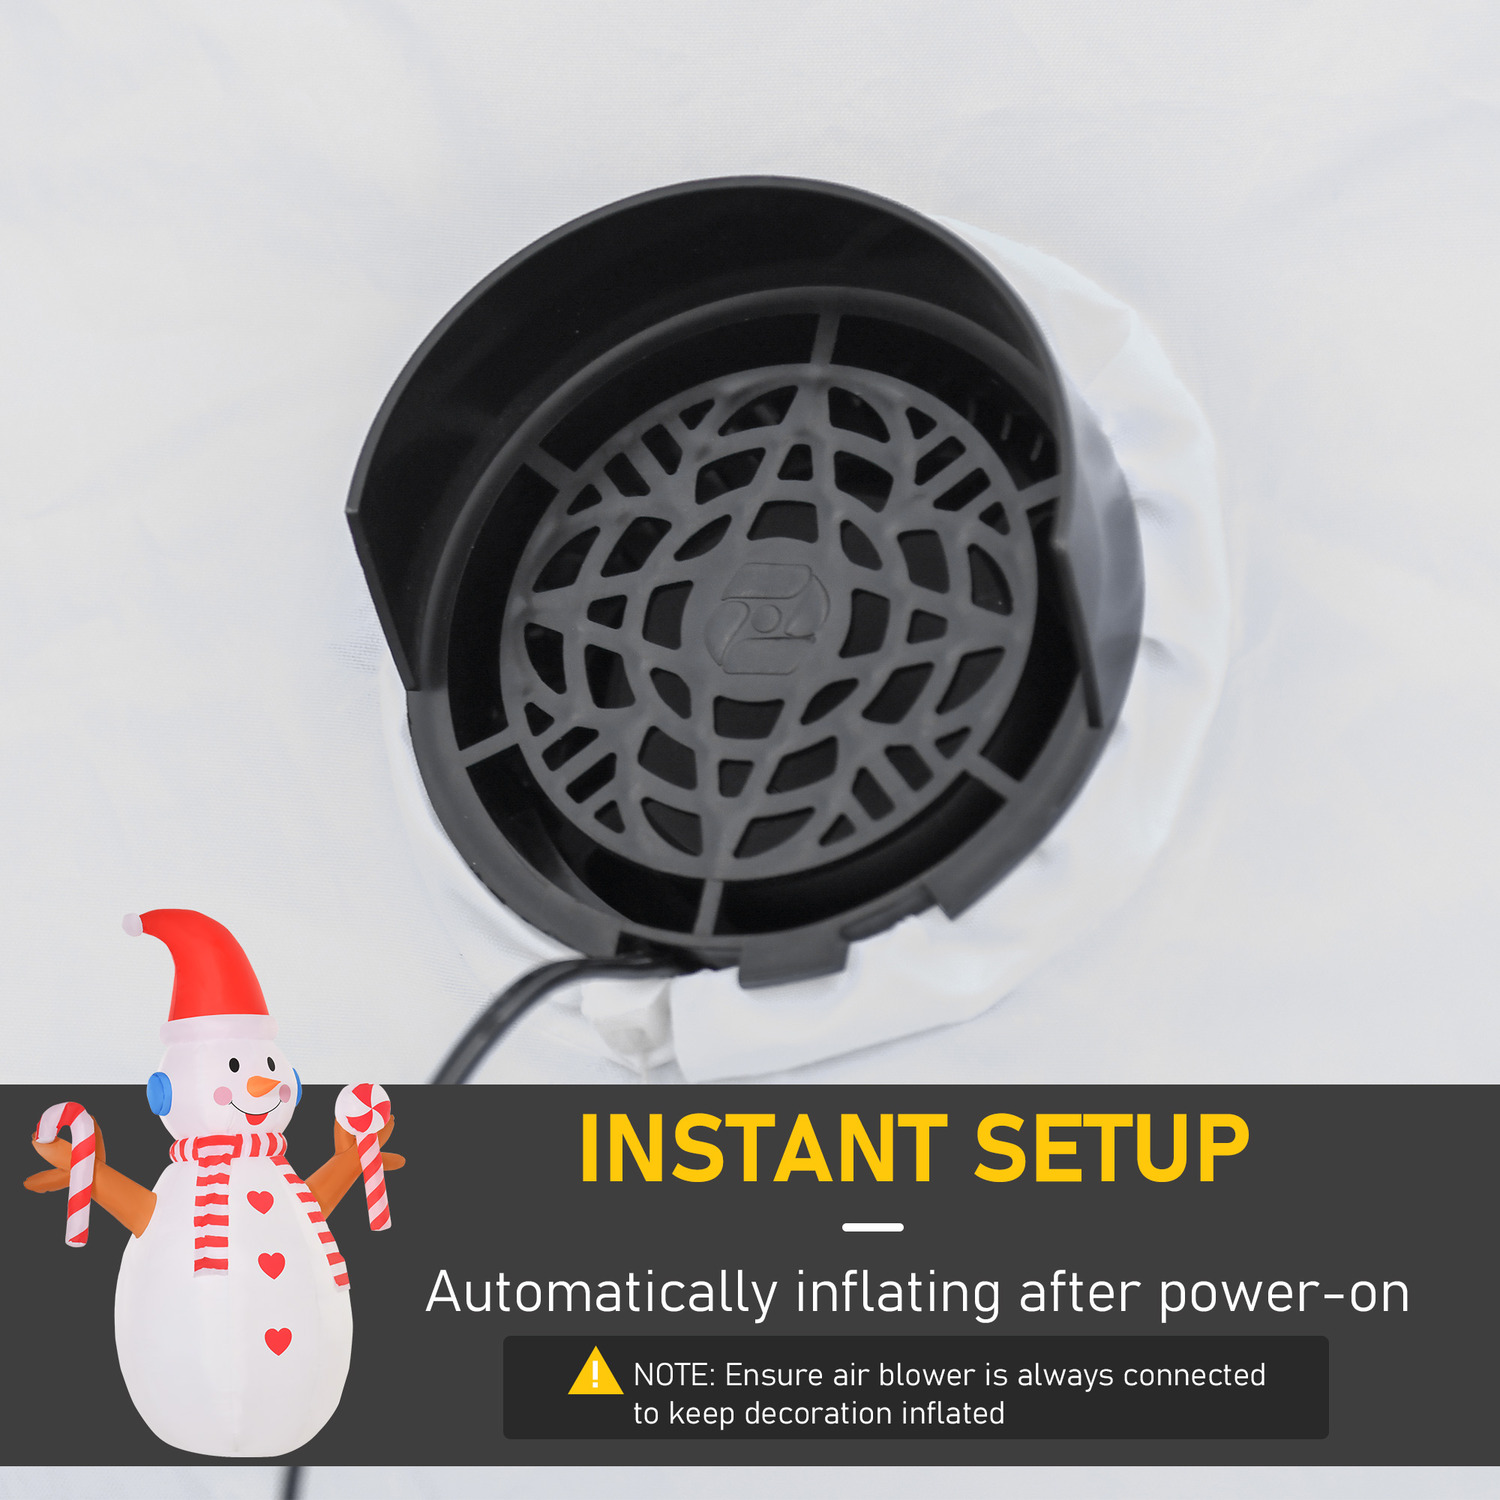 INSTANT SETUP
Automatically inflating after power-on
NOTE: Ensure air blower is always connected
to keep decoration inflated